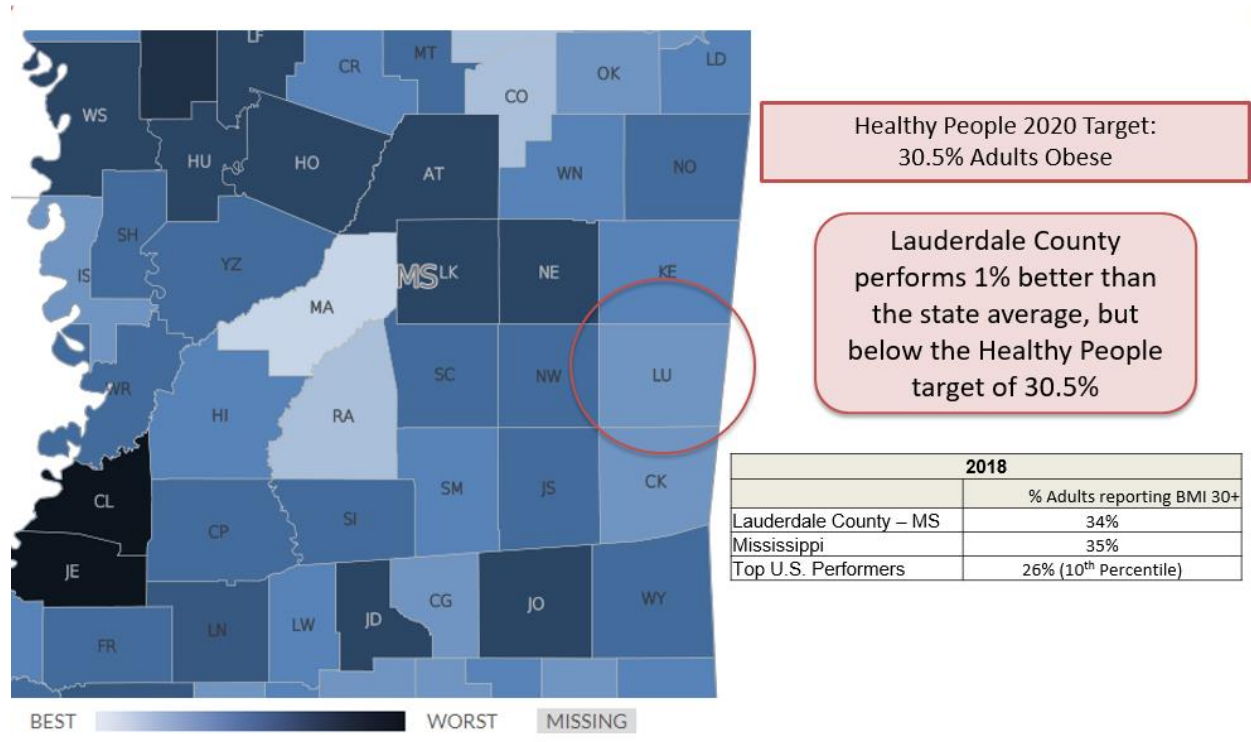 LF
MT
LD
CR
OK
CO
WS
HU
HO
AT
WN
NO
SH
YZ
IS
MS
LK
NE
KE
MA
WR
SC
NW
LU
HI
RA
CL
SM
JS
CK
CP
SI
JE
CG
JO
WY
LN
LW
JD
FR
BEST
WORST
MISSING
Healthy People 2020 Target:
30.5% Adults Obese
Lauderdale County
performs 1% better than
the state average, but
below the Healthy People
target of 30.5%
2018
% Adults reporting BMI 30+
Lauderdale County – MS 34%
Mississippi 35%
Top U.S. Performers 26% (10th Percentile)